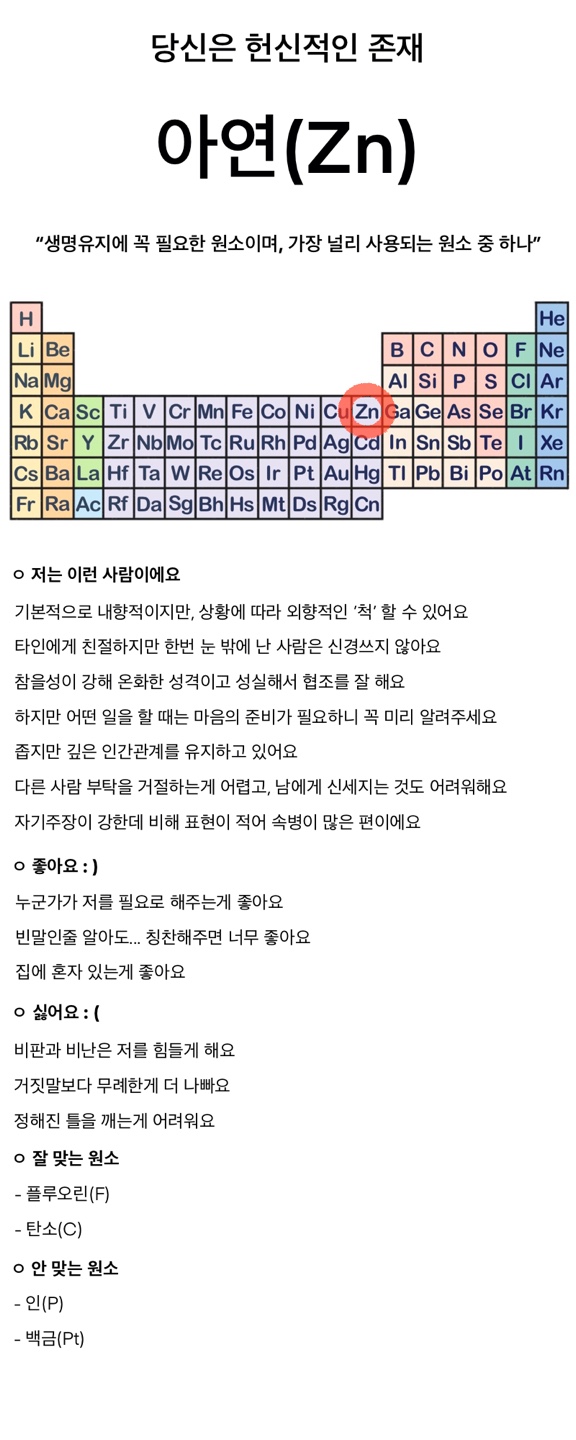 당신은 헌신적인 존재
아연(Zn)
“생명유지에 꼭 필요한 원소이며, 가장 널리 사용되는 원소 중 하나”
H He
Li Be B C N O F Ne
Na Mg Al Si P S Cl Ar
K Ca Sc Ti V Cr Mn Fe Co Ni Cu Zn Ga Ge As Se Br Kr
Rb Sr Y Zr Nb Mo Tc Ru Rh Pd Ag Cd In Sn Sb Te I Xe
Cs Ba La Hf Ta W Re Os Ir Pt Au Hg Tl Pb Bi Po At Rn
Fr Ra Ac Rf Da Sg Bh Hs Mt Ds Rg Cn
ㅇ 저는 이런 사람이에요
기본적으로 내향적이지만, 상황에 따라 외향적인 ‘척’ 할 수 있어요
타인에게 친절하지만 한번 눈 밖에 난 사람은 신경쓰지 않아요
참을성이 강해 온화한 성격이고 성실해서 협조를 잘 해요
하지만 어떤 일을 할 때는 마음의 준비가 필요하니 꼭 미리 알려주세요
좁지만 깊은 인간관계를 유지하고 있어요
다른 사람 부탁을 거절하는게 어렵고, 남에게 신세지는 것도 어려워해요
자기주장이 강한데 비해 표현이 적어 속병이 많은 편이에요
ㅇ 좋아요 : )
누군가가 저를 필요로 해주는게 좋아요
빈말인줄 알아도... 칭찬해주면 너무 좋아요
집에 혼자 있는게 좋아요
ㅇ 싫어요 : (
비판과 비난은 저를 힘들게 해요
거짓말보다 무례한게 더 나빠요
정해진 틀을 깨는게 어려워요
ㅇ 잘 맞는 원소
- 플루오린(F)
- 탄소(C)
ㅇ 안 맞는 원소
- 인(P)
- 백금(Pt)